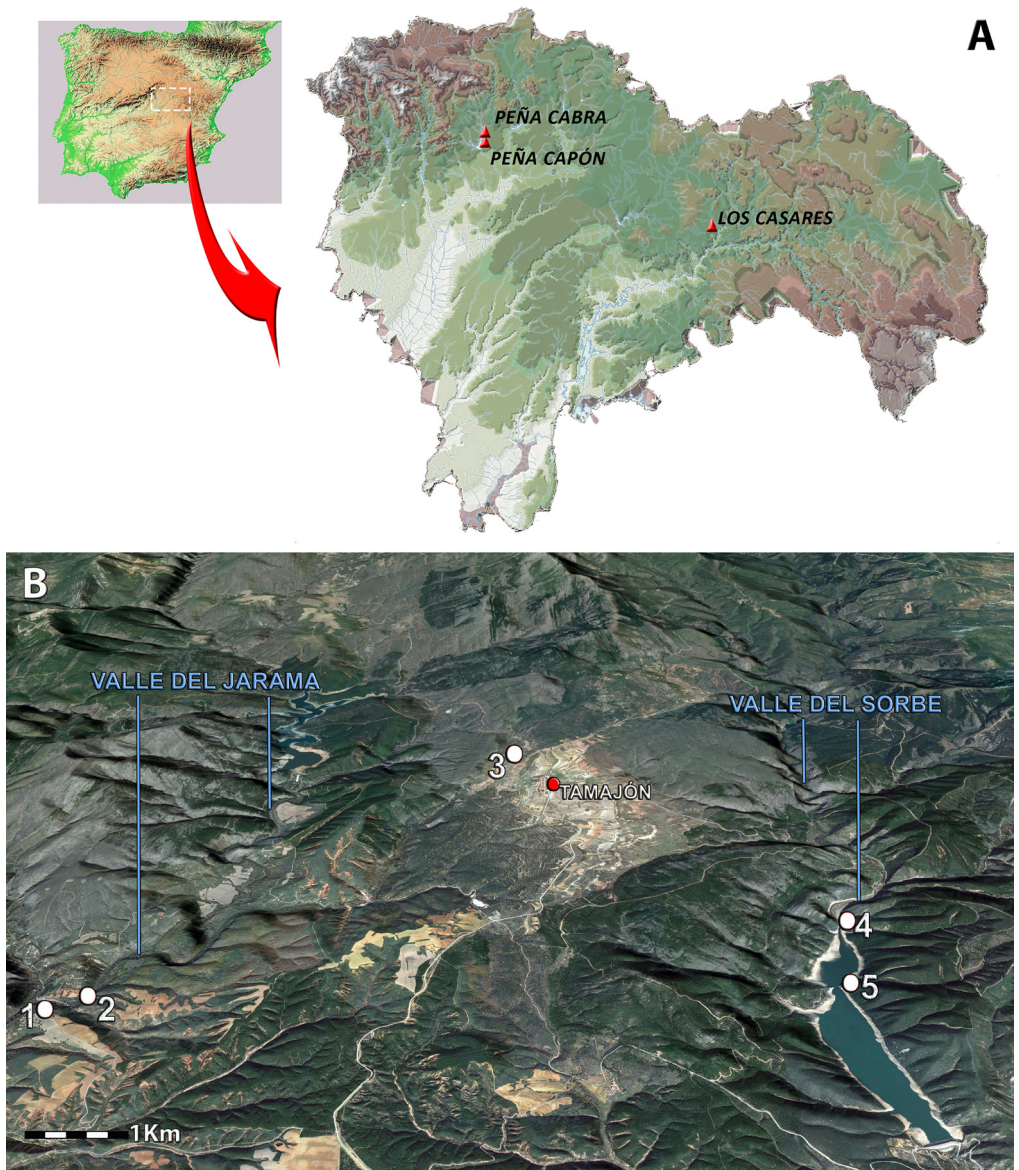 A
PEÑA CABRA
PEÑA CAPÓN
LOS CASARES
B
VALLE DEL JARAMA
VALLE DEL SORBE
3
TAMAJÓN
4
5
1
2
1Km